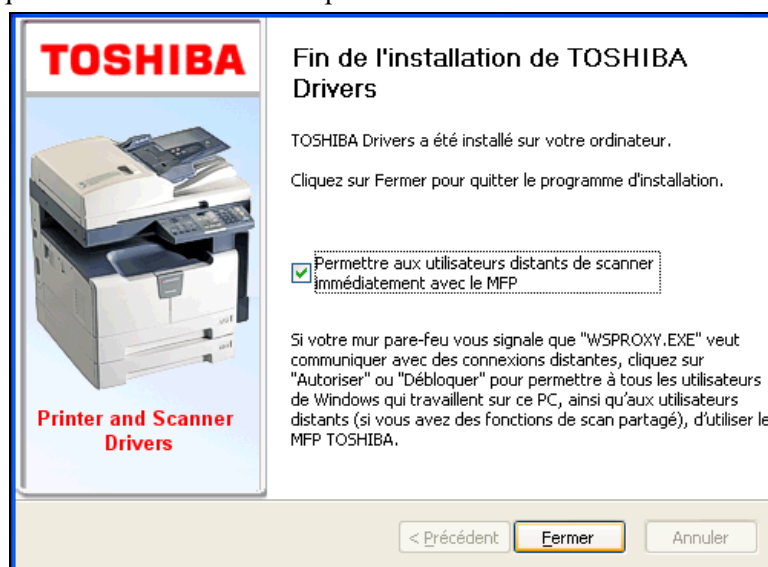 TOSHIBA
Printer and Scanner
Drivers
Fin de l'installation de TOSHIBA
Drivers
TOSHIBA Drivers a été installé sur votre ordinateur.
Cliquez sur Fermer pour quitter le programme d'installation.
Permettre aux utilisateurs distants de scanner
immédiatement avec le MFP
Si votre mur pare-feu vous signale que "WSPROXY.EXE" veut
communiquer avec des connexions distantes, cliquez sur
"Autoriser" ou "Débloquer" pour permettre à tous les utilisateurs
de Windows qui travaillent sur ce PC, ainsi qu'aux utilisateurs
distants (si vous avez des fonctions de scan partagé), d'utiliser le
MFP TOSHIBA.
< Précédent
Fermer
Annuler